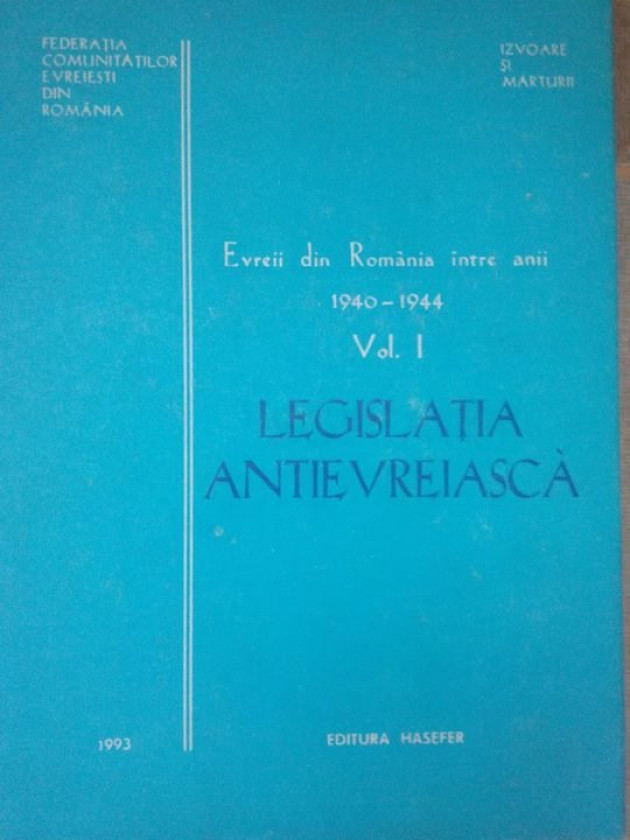 FEDERAȚIA
COMUNITĂȚILOR
EVREIEȘTI
DIN
ROMÂNIA
IZVOARE
ȘI
MĂRTURII
Evreii din România între anii
1940-1944
Vol. I
LEGISLAȚIA
ANTIEVREIASCĂ
1993
EDITURA HASEFER